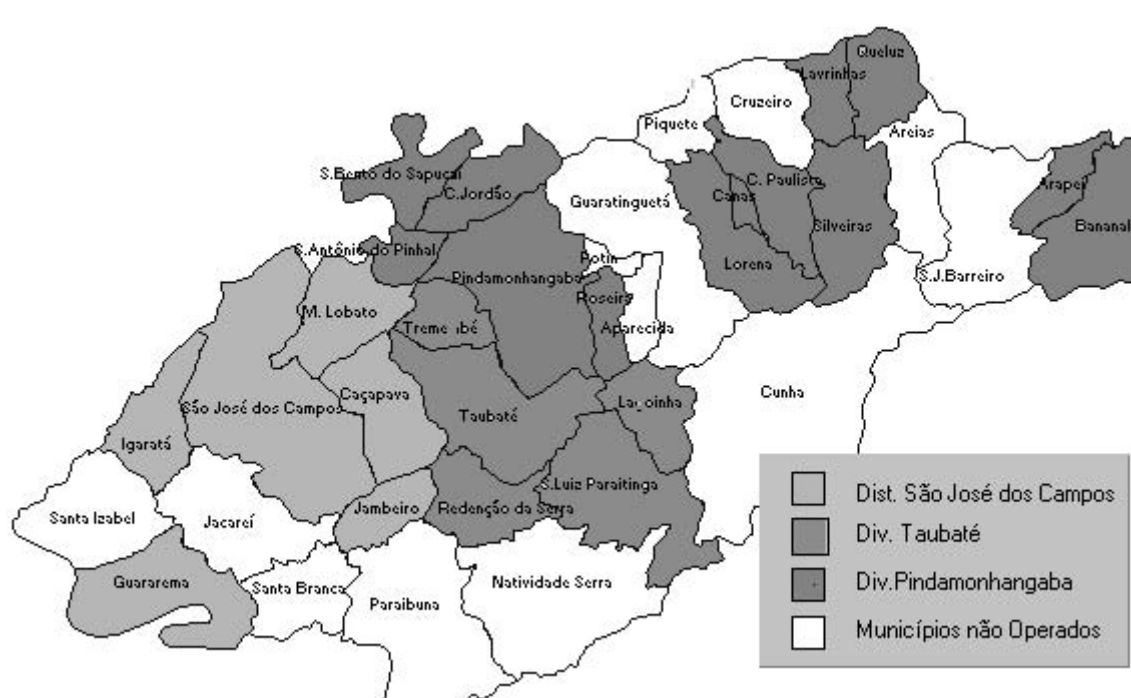 Queluz
Lavrinhas
Cruzeiro
Piquete
Areias
S.Bento do Sapucaí
C.Jordão
C. Paulista
Canas
Arapeí
Guaratinguetá
Silveiras
Bananal
S.Antônio do Pinhal
Potin
Lorena
Pindamonhangaba
S.J.Barreiro
Roseira
M. Lobato
Tremembé
Aparecida
Caçapava
Cunha
São José dos Campos
Taubaté
Lagoinha
Igaratá
S.Luiz Paraitinga
Jambeiro
Redenção da Serra
Santa Izabel
Jacareí
Guararema
Santa Branca
Natividade Serra
Paraibuna
Dist. São José dos Campos
Div. Taubaté
Div.Pindamonhangaba
Municípios não Operados